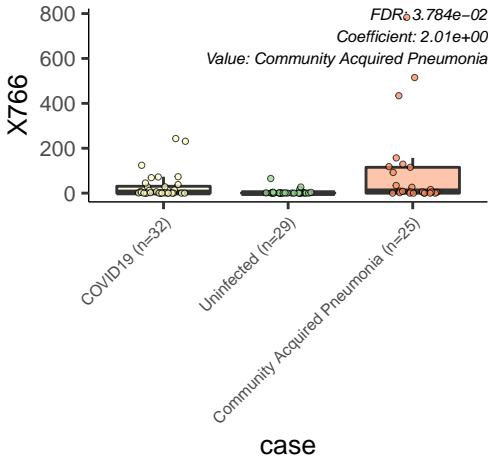 800
600
400
200
0
X766
FDR: 3.784e−02
Coefficient: 2.01e+00
Value: Community Acquired Pneumonia
COVID19 (n=32)
Uninfected (n=29)
Community Acquired Pneumonia (n=25)
case